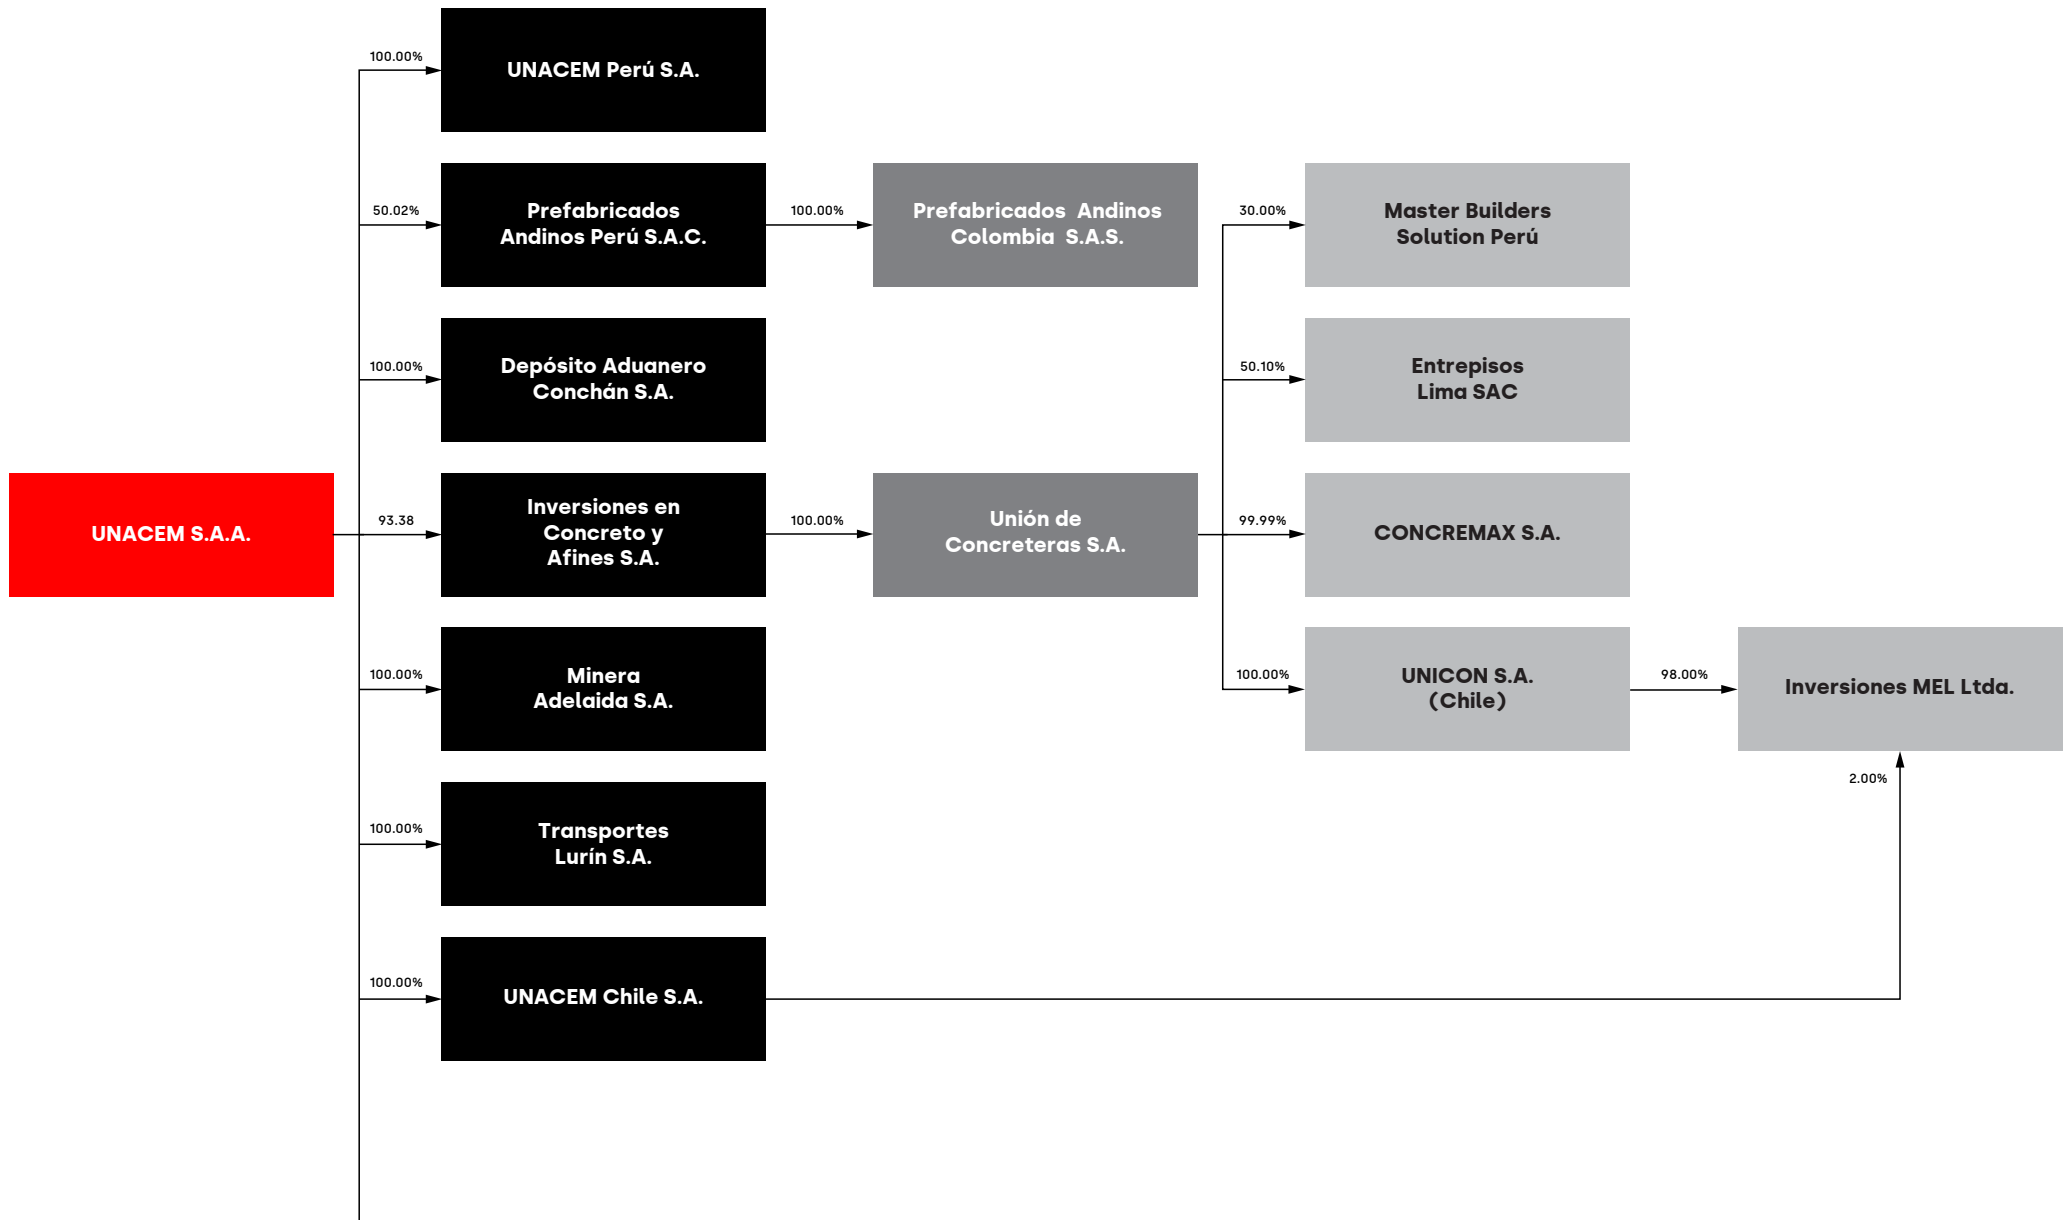 100.00%
UNACEM Perú S.A.
50.02%
Prefabricados
Andinos Perú S.A.C.
100.00%
Prefabricados Andinos
Colombia S.A.S.
30.00%
Master Builders
Solution Perú
100.00%
Depósito Aduanero
Conchán S.A.
50.10%
Entrepisos
Lima SAC
UNACEM S.A.A.
93.38
Inversiones en
Concreto y
Afines S.A.
100.00%
Unión de
Concreteras S.A.
99.99%
CONCREMAX S.A.
100.00%
Minera
Adelaida S.A.
100.00%
UNICON S.A.
(Chile)
98.00%
Inversiones MEL Ltda.
2.00%
100.00%
Transportes
Lurín S.A.
100.00%
UNACEM Chile S.A.